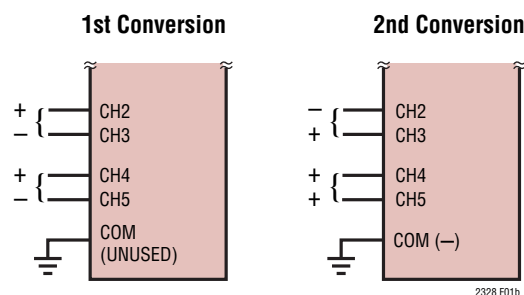 1st Conversion
+ { CH2
– CH3
+ { CH4
– CH5
COM
(UNUSED)
2nd Conversion
– { CH2
+ CH3
+ { CH4
+ CH5
COM (–)
2328 F01b